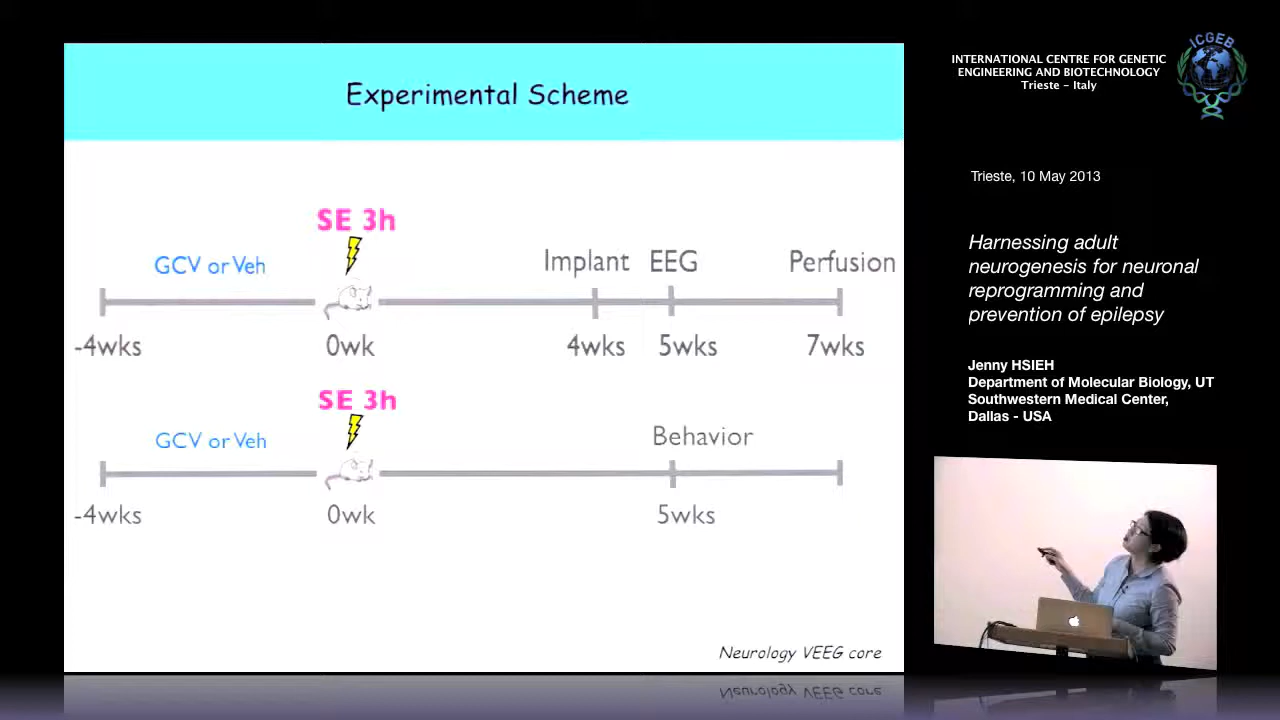 Experimental Scheme
SE 3h
GCV or Veh
Implant
EEG
Perfusion
-4wks
0wk
4wks
5wks
7wks
SE 3h
GCV or Veh
Behavior
-4wks
0wk
5wks
Neurology VEEG core
ICGEB
INTERNATIONAL CENTRE FOR GENETIC
ENGINEERING AND BIOTECHNOLOGY
Trieste - Italy
Trieste, 10 May 2013
Harnessing adult
neurogenesis for neuronal
reprogramming and
prevention of epilepsy
Jenny HSIEH
Department of Molecular Biology, UT
Southwestern Medical Center,
Dallas - USA